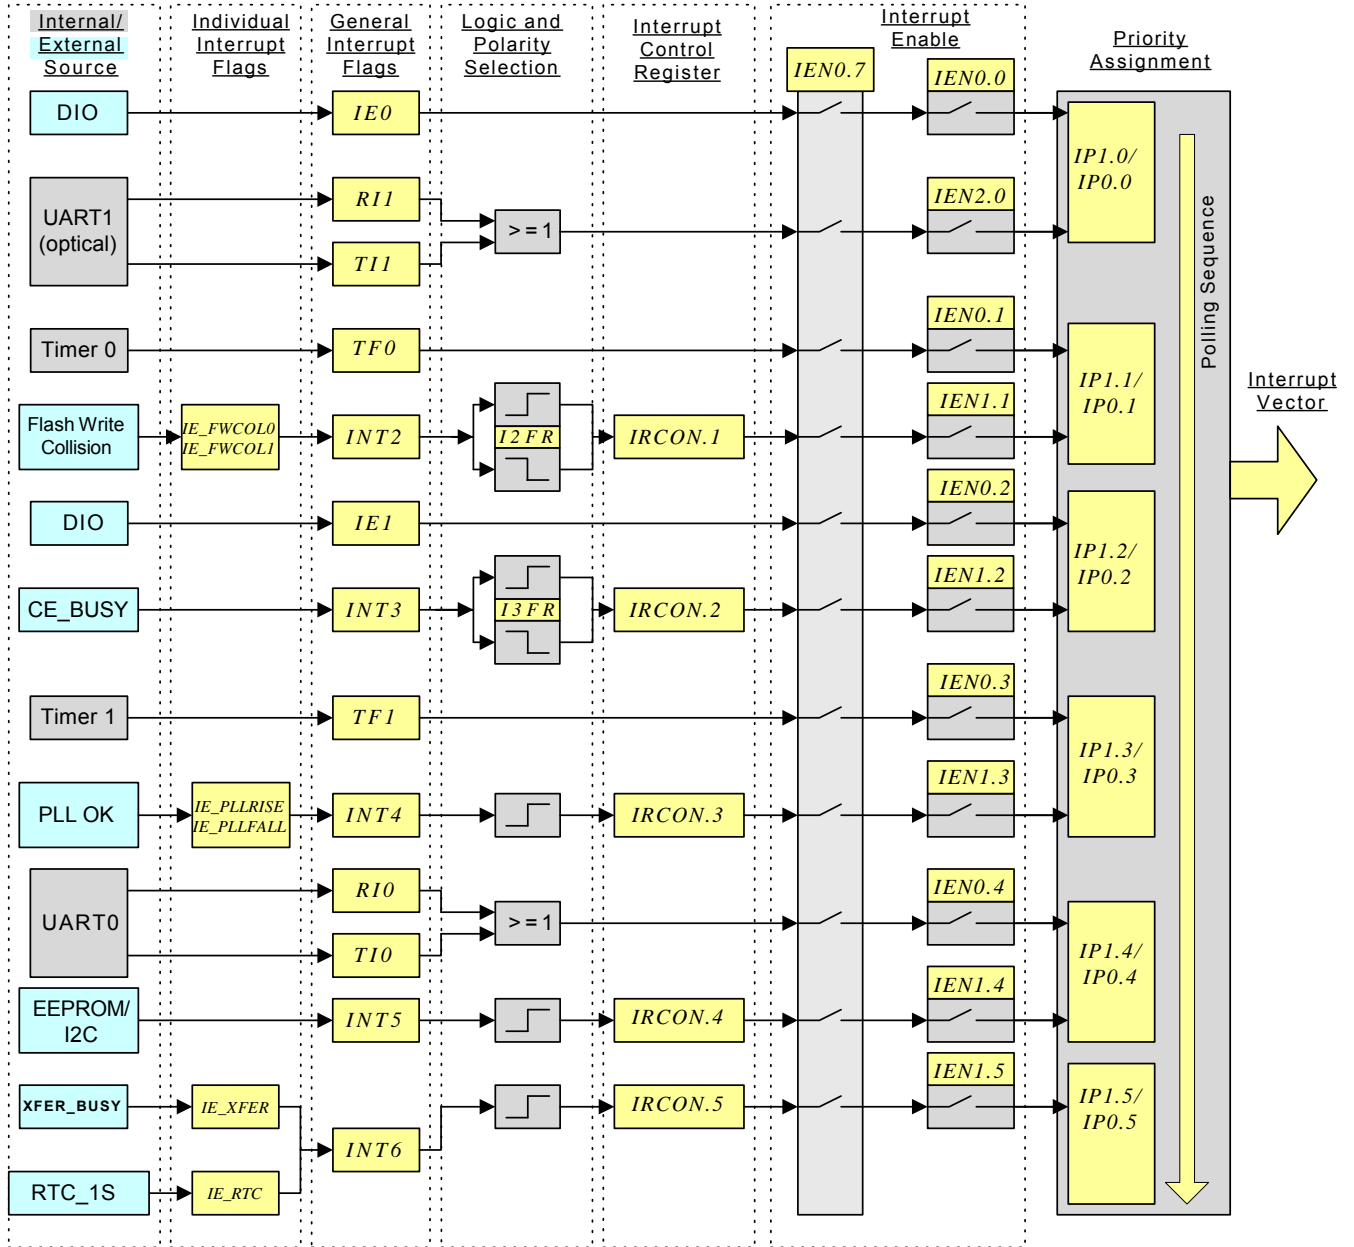 Internal/
External
Source
Individual
Interrupt
Flags
General
Interrupt
Flags
Logic and
Polarity
Selection
Interrupt
Control
Register
Interrupt
Enable
Priority
Assignment
IEN0.7
IEN0.0
DIO
IE0
IP1.0/
IP0.0
UART1
(optical)
RI1
TI1
>=1
IEN2.0
Polling Sequence
Timer 0
TF0
IEN0.1
IP1.1/
IP0.1
Flash Write
Collision
IE_FWCOL0
IE_FWCOL1
INT2
I2FR
IRCON.1
IEN1.1
Interrupt
Vector
DIO
IE1
IEN0.2
IP1.2/
IP0.2
CE_BUSY
INT3
I3FR
IRCON.2
IEN1.2
Timer 1
TF1
IEN0.3
IP1.3/
IP0.3
PLL OK
IE_PLLRISE
IE_PLLFALL
INT4
IRCON.3
IEN1.3
UART0
RI0
TI0
>=1
IEN0.4
IP1.4/
IP0.4
EEPROM/
I2C
INT5
IRCON.4
IEN1.4
XFER_BUSY
IE_XFER
INT6
IRCON.5
IEN1.5
IP1.5/
IP0.5
RTC_1S
IE_RTC